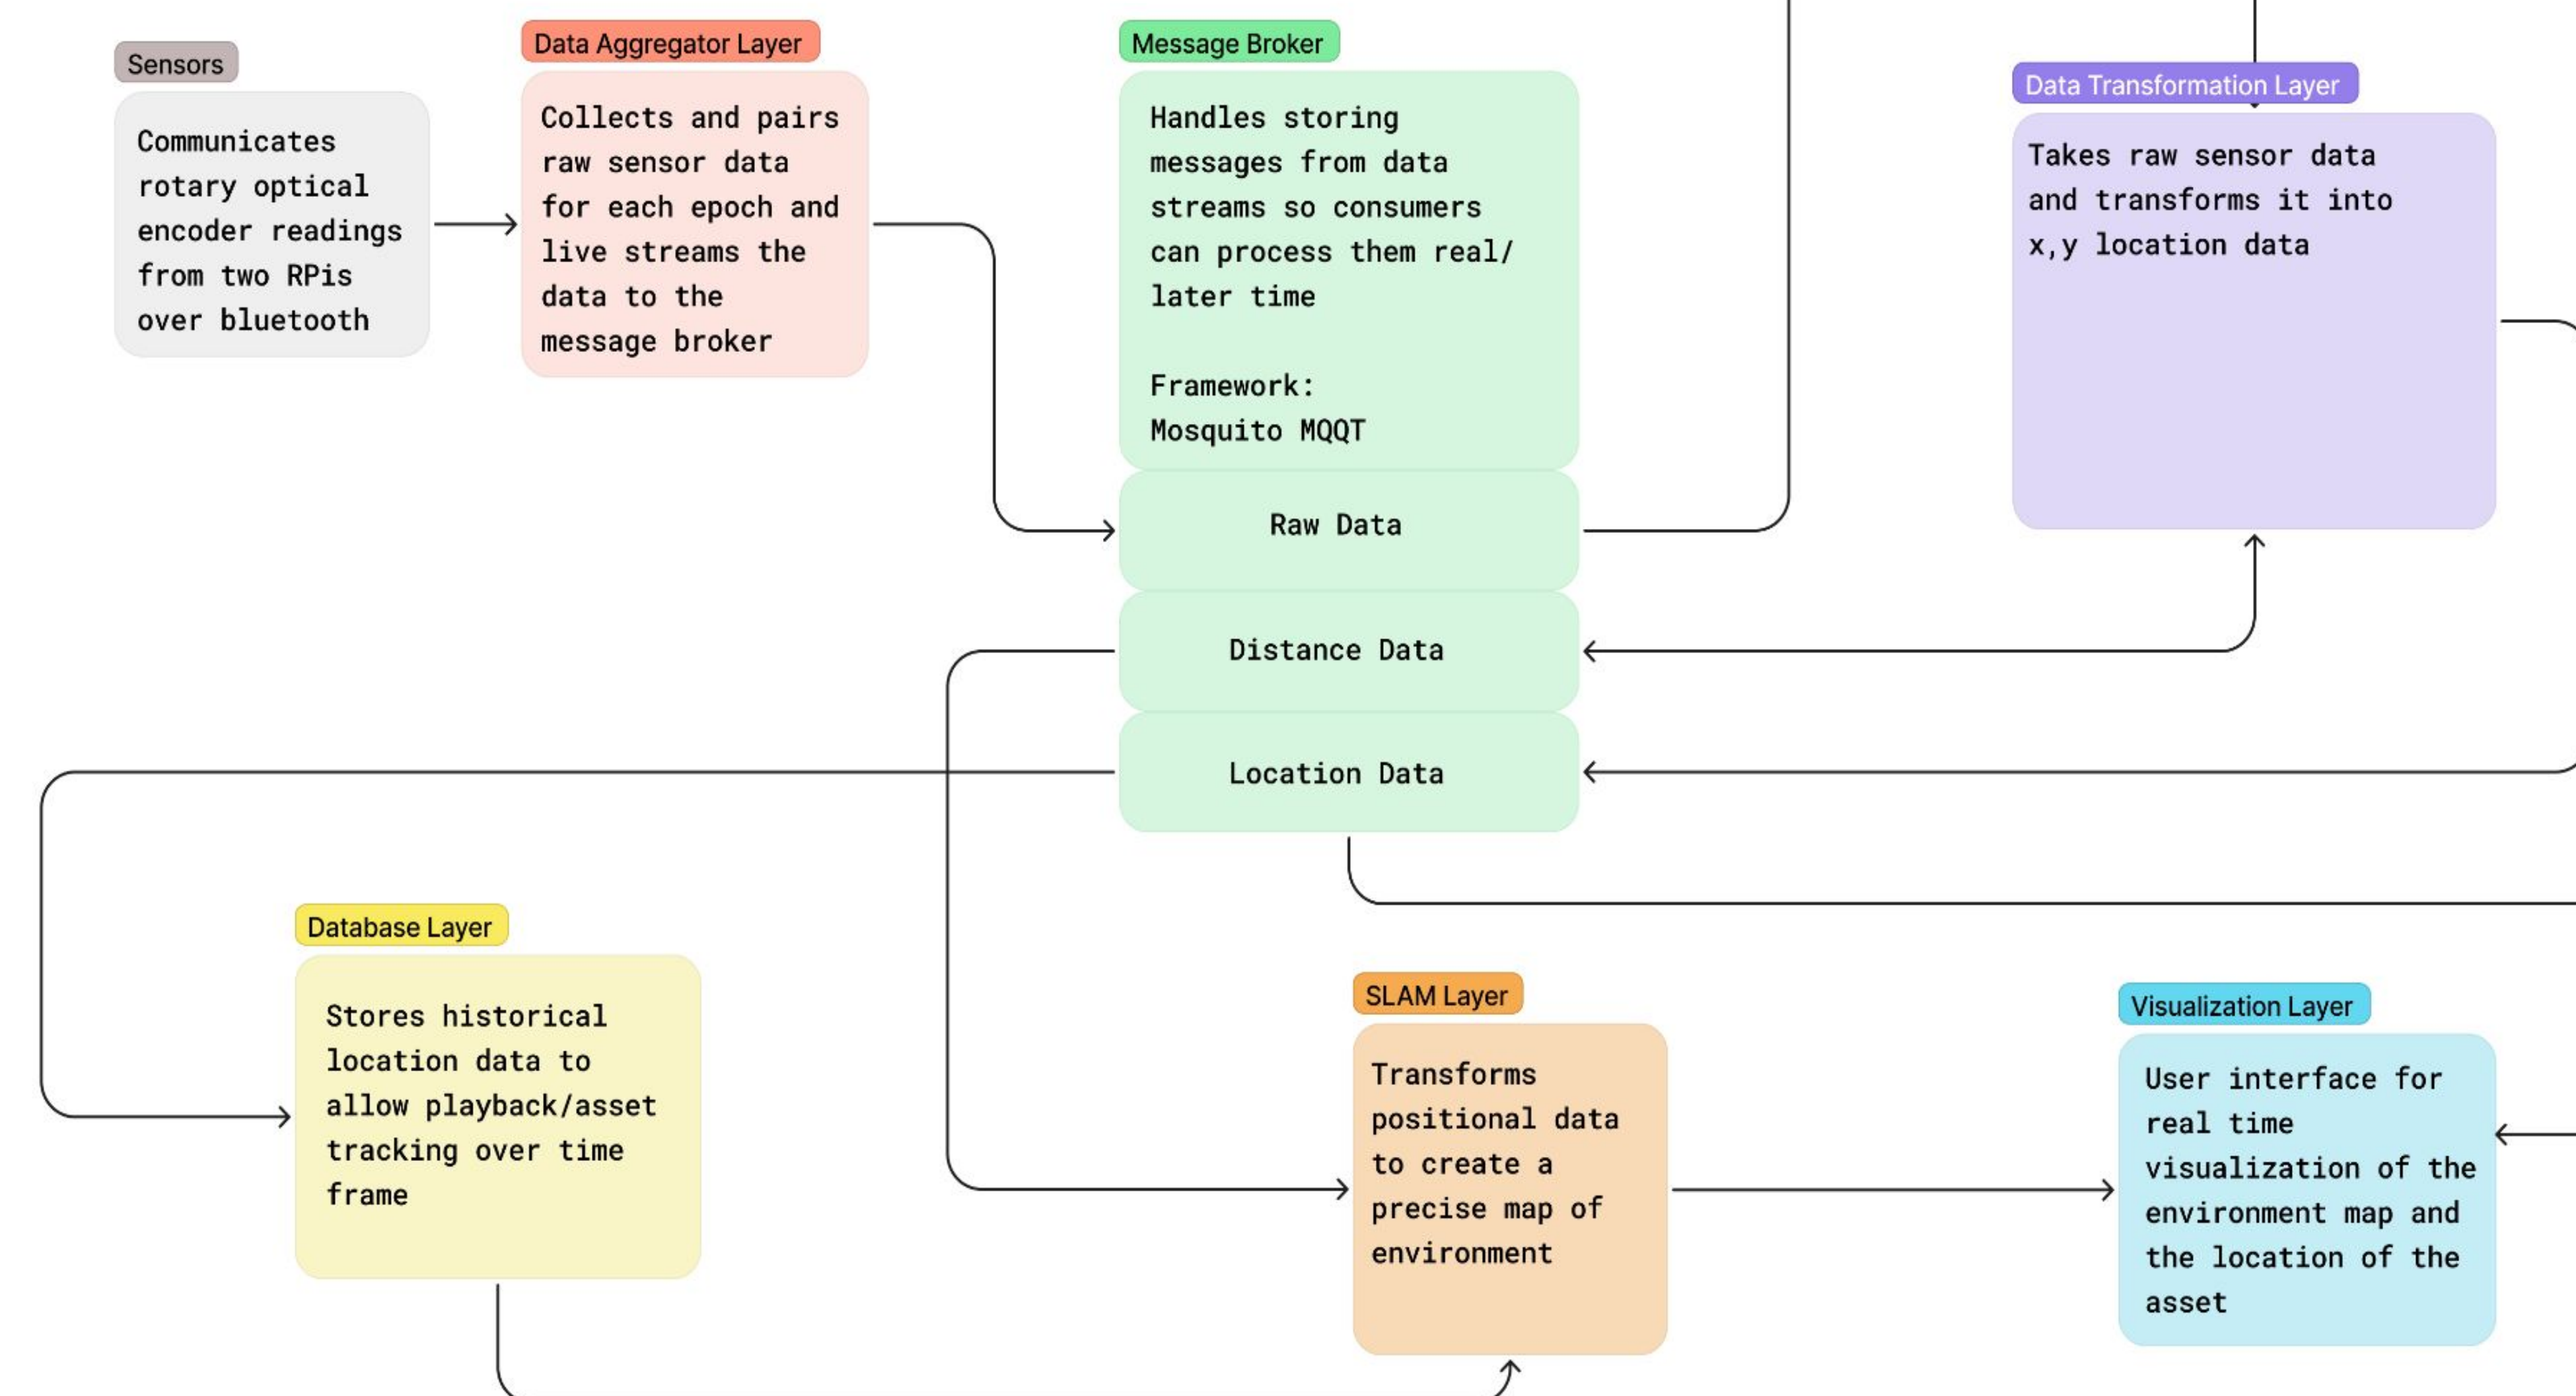 Sensors
Communicates
rotary optical
encoder readings
from two RPis
over bluetooth
Data Aggregator Layer
Collects and pairs
raw sensor data
for each epoch and
live streams the
data to the
message broker
Message Broker
Handles storing
messages from data
streams so consumers
can process them real/
later time
Framework:
Mosquito MQQT
Raw Data
Distance Data
Location Data
Data Transformation Layer
Takes raw sensor data
and transforms it into
x,y location data
Database Layer
Stores historical
location data to
allow playback/asset
tracking over time
frame
SLAM Layer
Transforms
positional data
to create a
precise map of
environment
Visualization Layer
User interface for
real time
visualization of the
environment map and
the location of the
asset